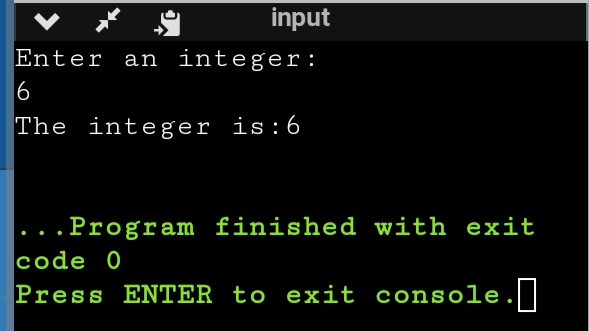 input
Enter an integer:
6
The integer is:6
...Program finished with exit
code 0
Press ENTER to exit console.